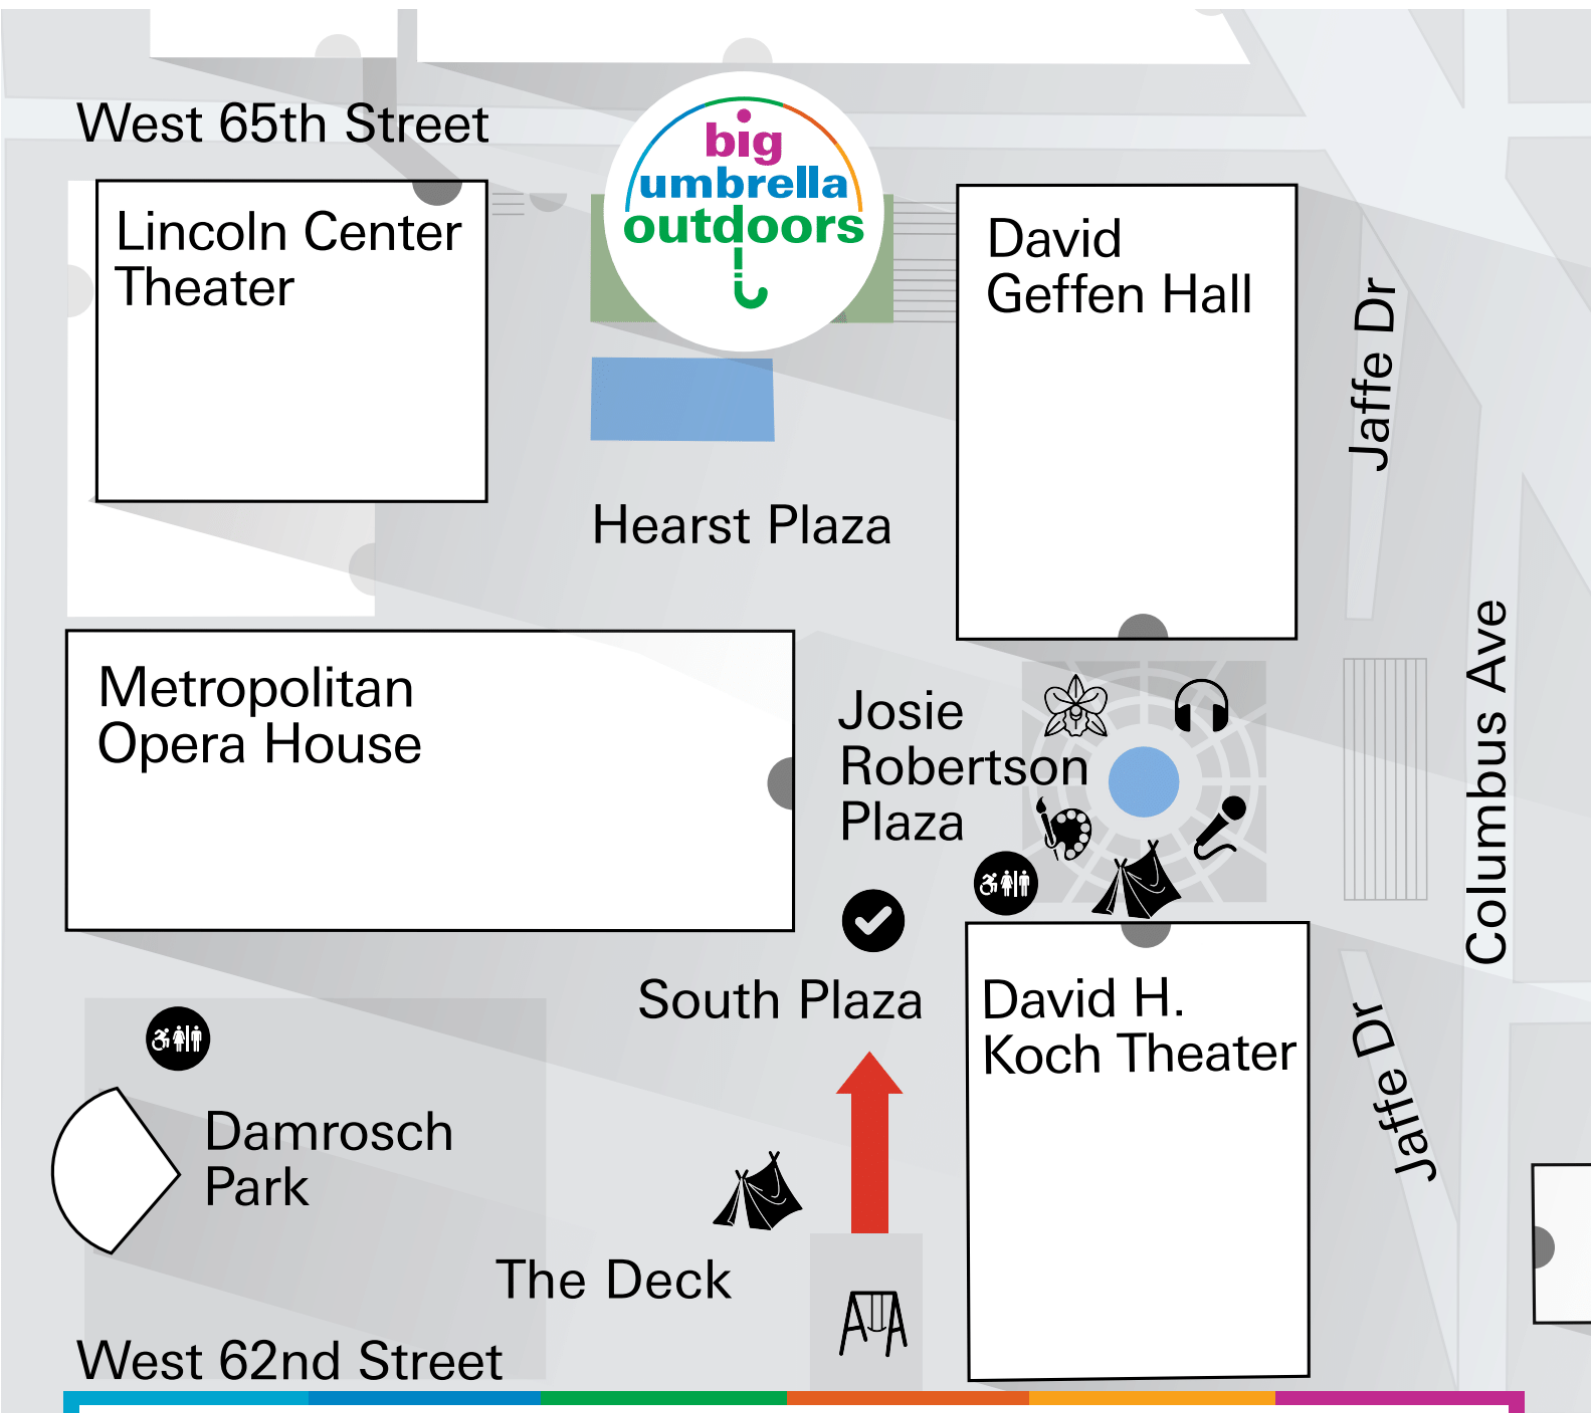 West 65th Street
big
umbrella
outdoors
Lincoln Center
Theater
David
Geffen Hall
Jaffe Dr
Hearst Plaza
Metropolitan
Opera House
Josie
Robertson
Plaza
Columbus Ave
South Plaza
David H.
Koch Theater
Jaffe Dr
Damrosch
Park
The Deck
West 62nd Street